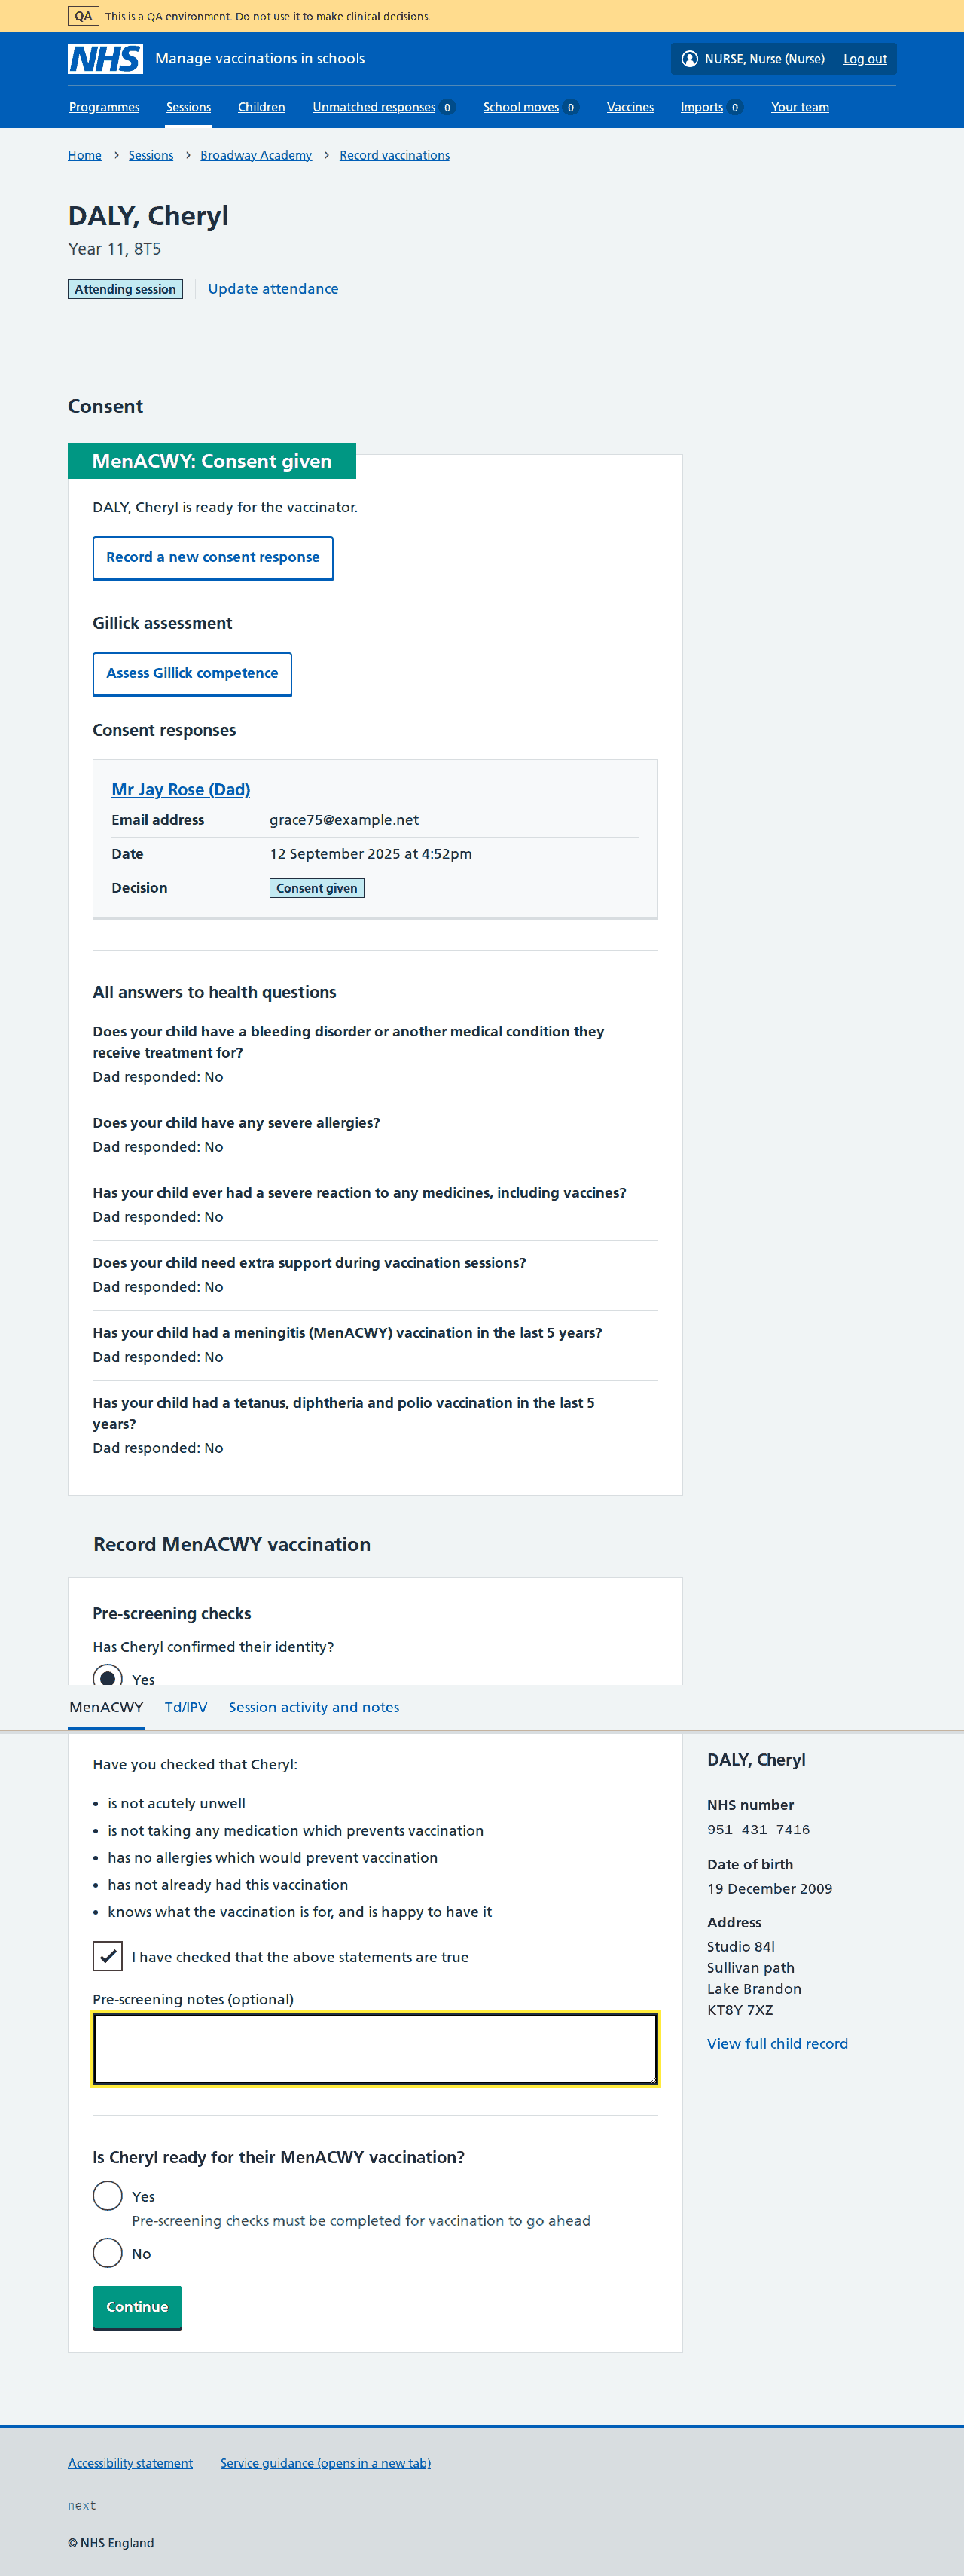 QA This is a QA environment. Do not use it to make clinical decisions.
NHS Manage vaccinations in schools NURSE, Nurse (Nurse) Log out
Programmes Sessions Children Unmatched responses 0 School moves 0 Vaccines Imports 0 Your team
Home Sessions Broadway Academy Record vaccinations
DALY, Cheryl
Year 11, 8T5
Attending session Update attendance
Consent
MenACWY: Consent given
DALY, Cheryl is ready for the vaccinator.
Record a new consent response
Gillick assessment
Assess Gillick competence
Consent responses
Mr Jay Rose (Dad)
Email address grace75@example.net
Date 12 September 2025 at 4:52pm
Decision Consent given
All answers to health questions
Does your child have a bleeding disorder or another medical condition they
receive treatment for?
Dad responded: No
Does your child have any severe allergies?
Dad responded: No
Has your child ever had a severe reaction to any medicines, including vaccines?
Dad responded: No
Does your child need extra support during vaccination sessions?
Dad responded: No
Has your child had a meningitis (MenACWY) vaccination in the last 5 years?
Dad responded: No
Has your child had a tetanus, diphtheria and polio vaccination in the last 5
years?
Dad responded: No
Record MenACWY vaccination
Pre-screening checks
Has Cheryl confirmed their identity?
Yes
MenACWY Td/IPV Session activity and notes
Have you checked that Cheryl:
• is not acutely unwell
• is not taking any medication which prevents vaccination
• has no allergies which would prevent vaccination
• has not already had this vaccination
• knows what the vaccination is for, and is happy to have it
I have checked that the above statements are true
Pre-screening notes (optional)
Is Cheryl ready for their MenACWY vaccination?
Yes
Pre-screening checks must be completed for vaccination to go ahead
No
Continue
DALY, Cheryl
NHS number
951 431 7416
Date of birth
19 December 2009
Address
Studio 84l
Sullivan path
Lake Brandon
KT8Y 7XZ
View full child record
Accessibility statement Service guidance (opens in a new tab)
next
© NHS England